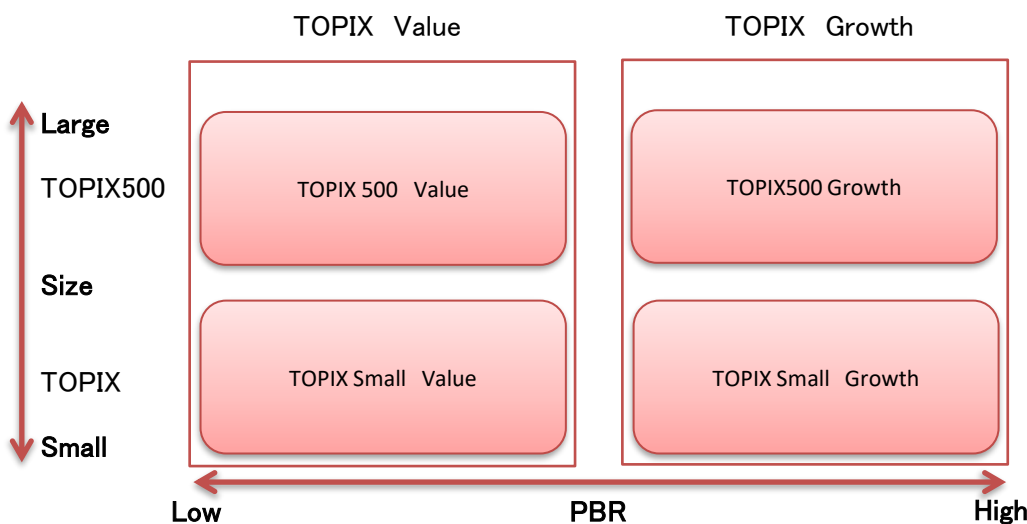 TOPIX Value
TOPIX Growth
Large
TOPIX500
TOPIX 500 Value
TOPIX500 Growth
Size
TOPIX
TOPIX Small Value
TOPIX Small Growth
Small
Low
PBR
High